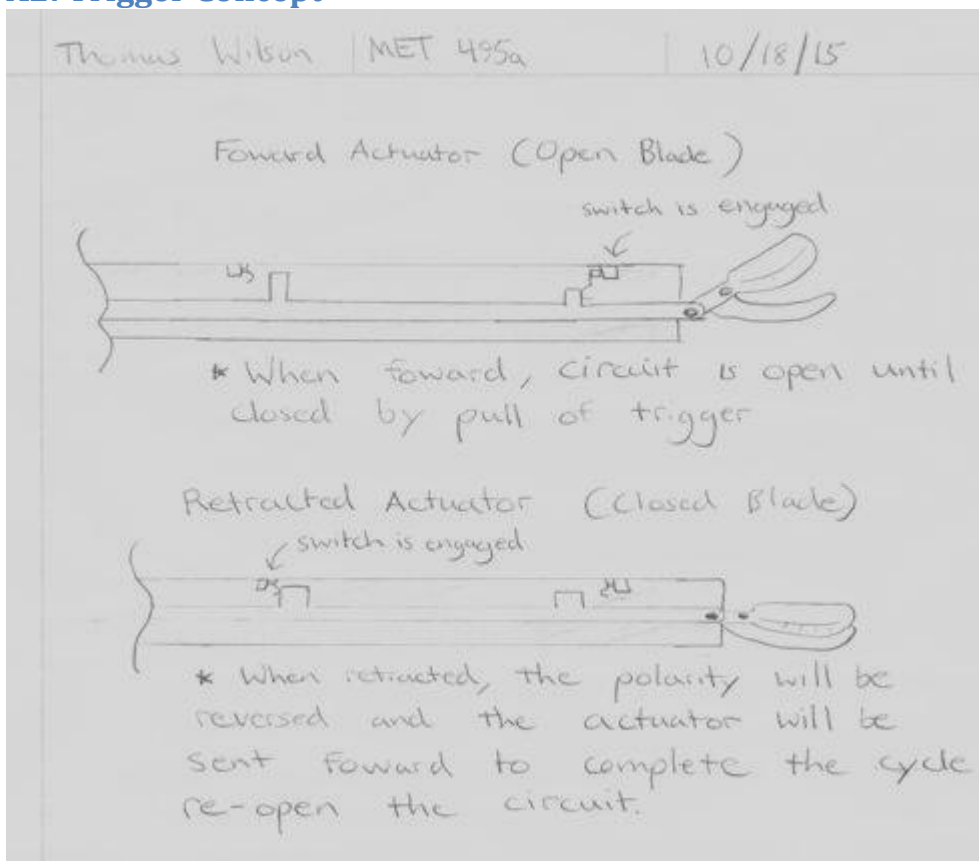 Trigger Concept
Thomas Wilson MET 495a 10/18/15
Foward Actuator (Open Blade)
switch is engaged
* When foward, circuit is open until
closed by pull of trigger
Retracted Actuator (Closed Blade)
switch is engaged
* When retracted, the polarity will be
reversed and the actuator will be
sent foward to complete the cycle
re-open the circuit.